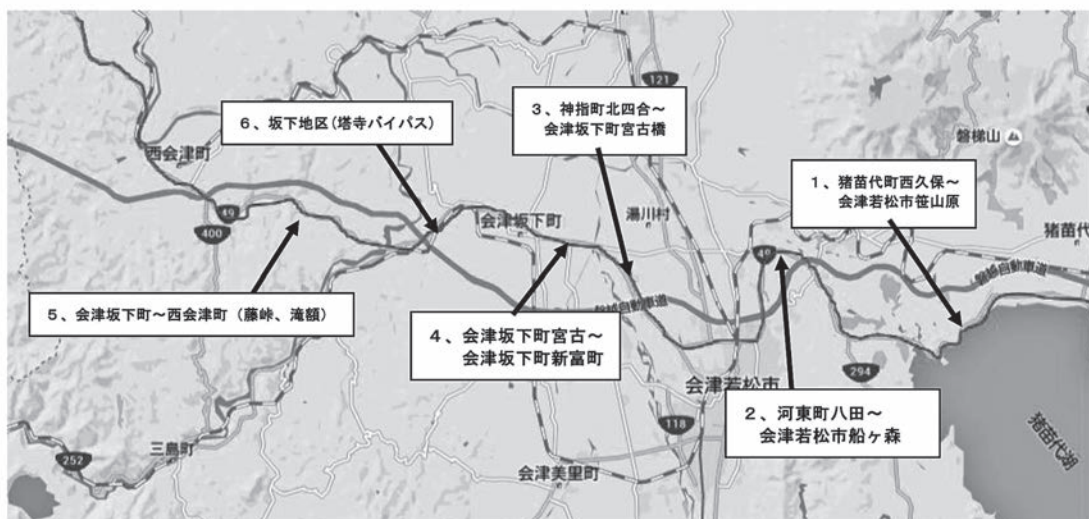 121
3、神指町北四合～
会津坂下町宮古橋
6、坂下地区(塔寺バイパス)
磐梯山
西会津町
1、猪苗代町西久保～
会津若松市笹山原
49
400
会津坂下町
湯川村
49
猪苗代
磐越自動車道
磐越自動車道
5、会津坂下町～西会津町（藤峠、滝額）
4、会津坂下町宮古～
会津坂下町新富町
294
会津若松市
2、河東町八田～
会津若松市船ヶ森
118
猪苗代湖
252
三島町
会津美里町